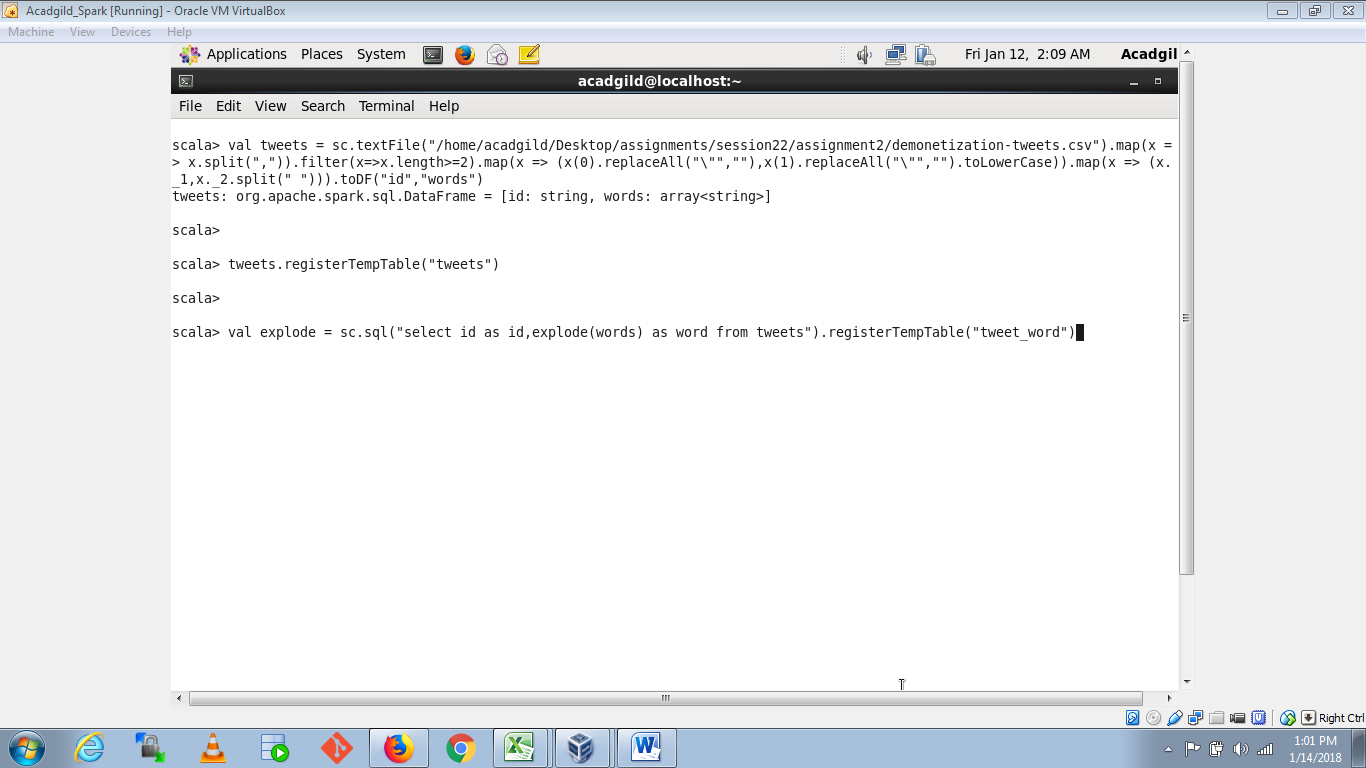 Acadgild_Spark [Running] - Oracle VM VirtualBox
Machine View Devices Help
Applications Places System Fri Jan 12, 2:09 AM Acadgil
acadgild@localhost:~
File Edit View Search Terminal Help
scala> val tweets = sc.textFile("/home/acadgild/Desktop/assignments/session22/assignment2/demonetization-tweets.csv").map(x =
> x.split(",")).filter(x=>x.length>=2).map(x => (x(0).replaceAll("\"",""),x(1).replaceAll("\"","").toLowerCase)).map(x => (x.
_1,x._2.split(" "))).toDF("id","words")
tweets: org.apache.spark.sql.DataFrame = [id: string, words: array<string>]
scala>
scala> tweets.registerTempTable("tweets")
scala>
scala> val explode = sc.sql("select id as id,explode(words) as word from tweets").registerTempTable("tweet_word")
Right Ctrl
1:01 PM
1/14/2018